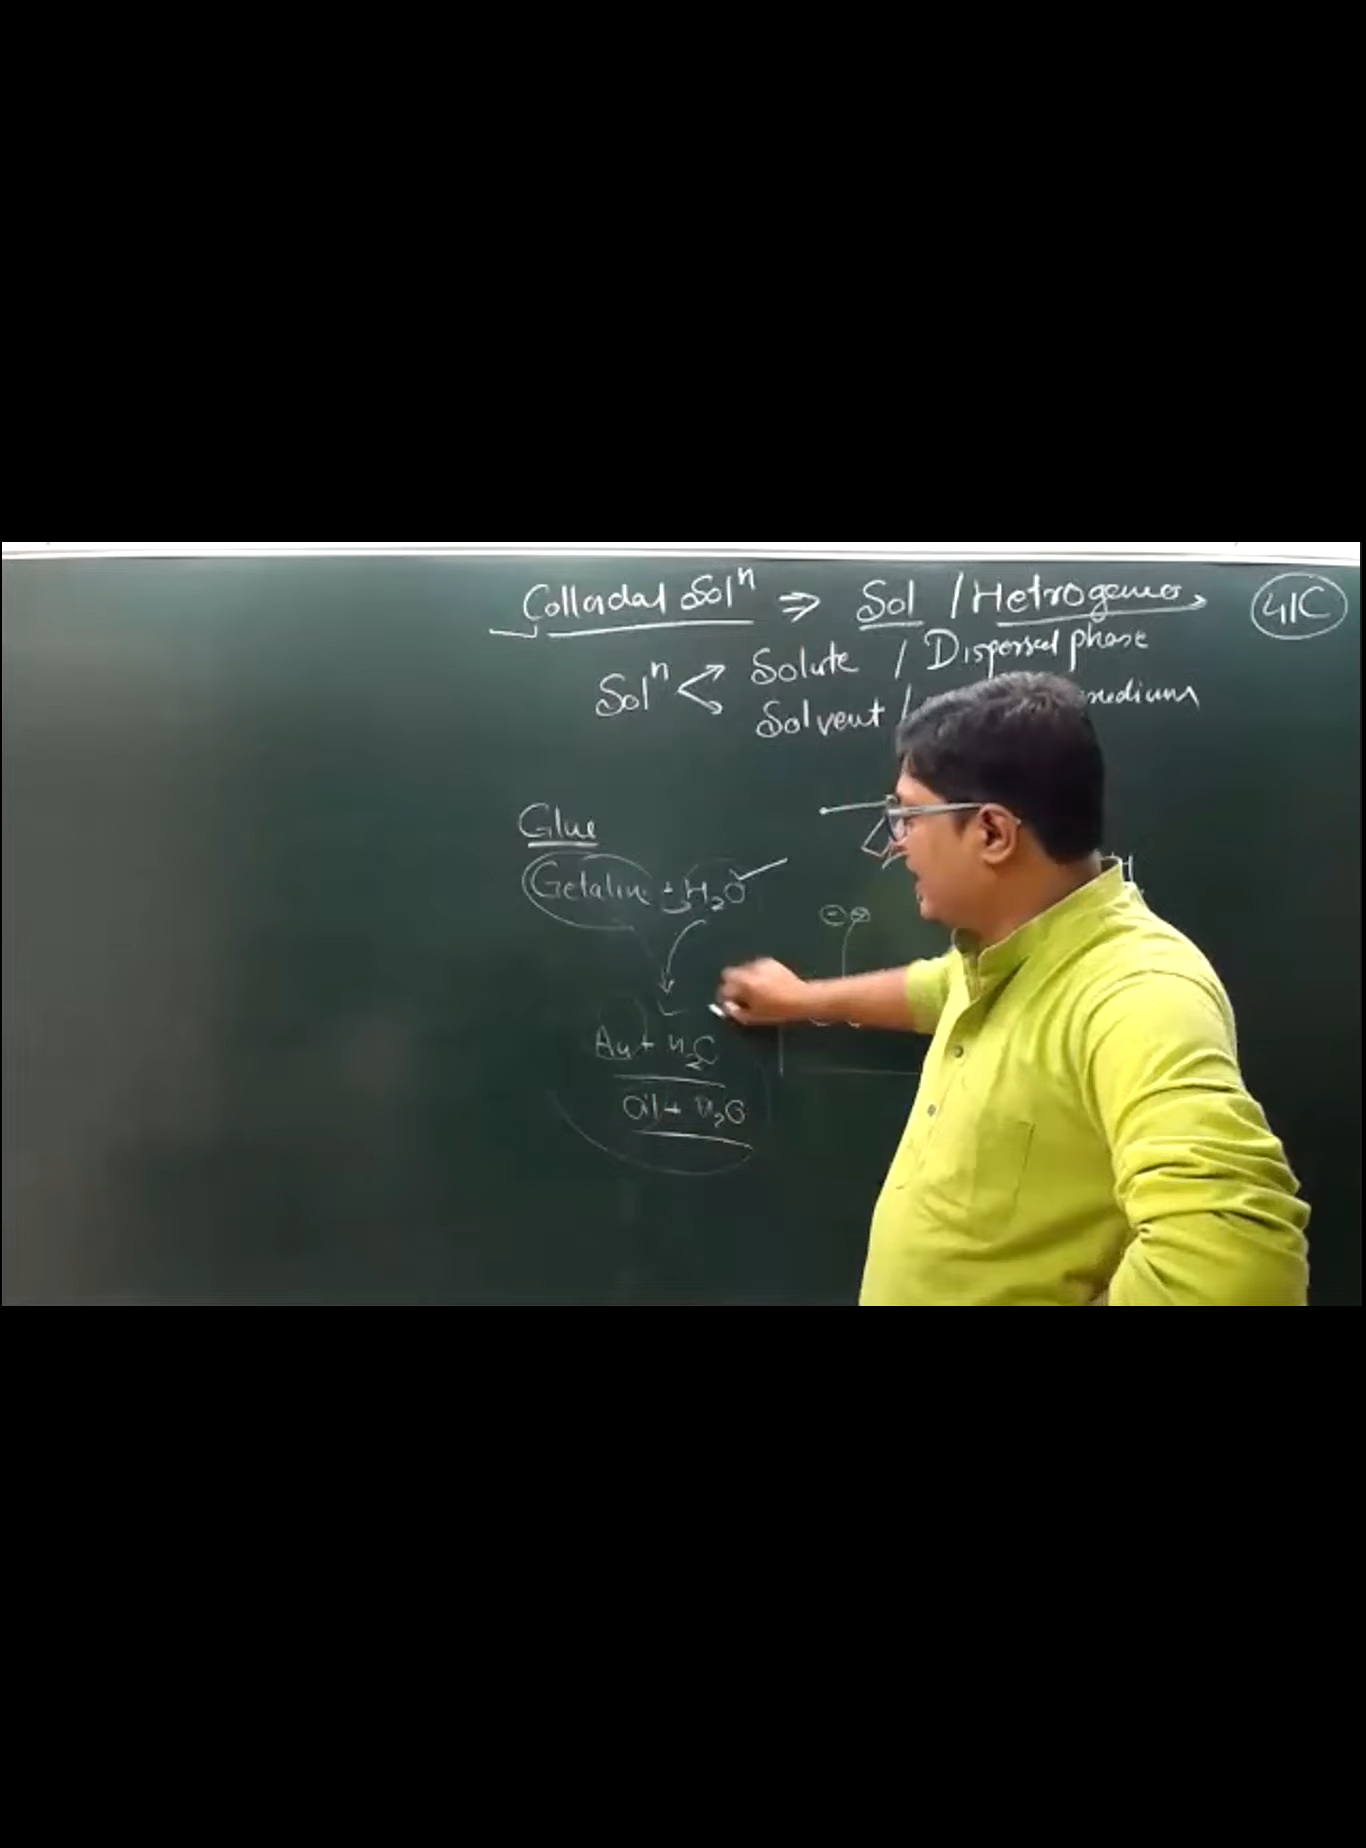 Colloidal Solⁿ ⇒ Sol / Hetrogenous
41C
Solⁿ < Solute / Dispersed phase
Solvent / medium
Glue
Getaline + H₂O
⊖ ⊕
Au + H₂O
Oil + H₂O
H